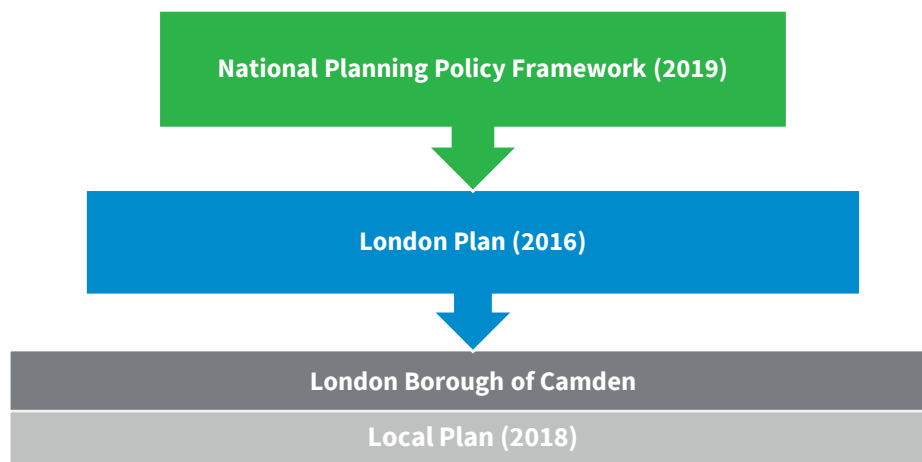 National Planning Policy Framework (2019)
London Plan (2016)
London Borough of Camden
Local Plan (2018)